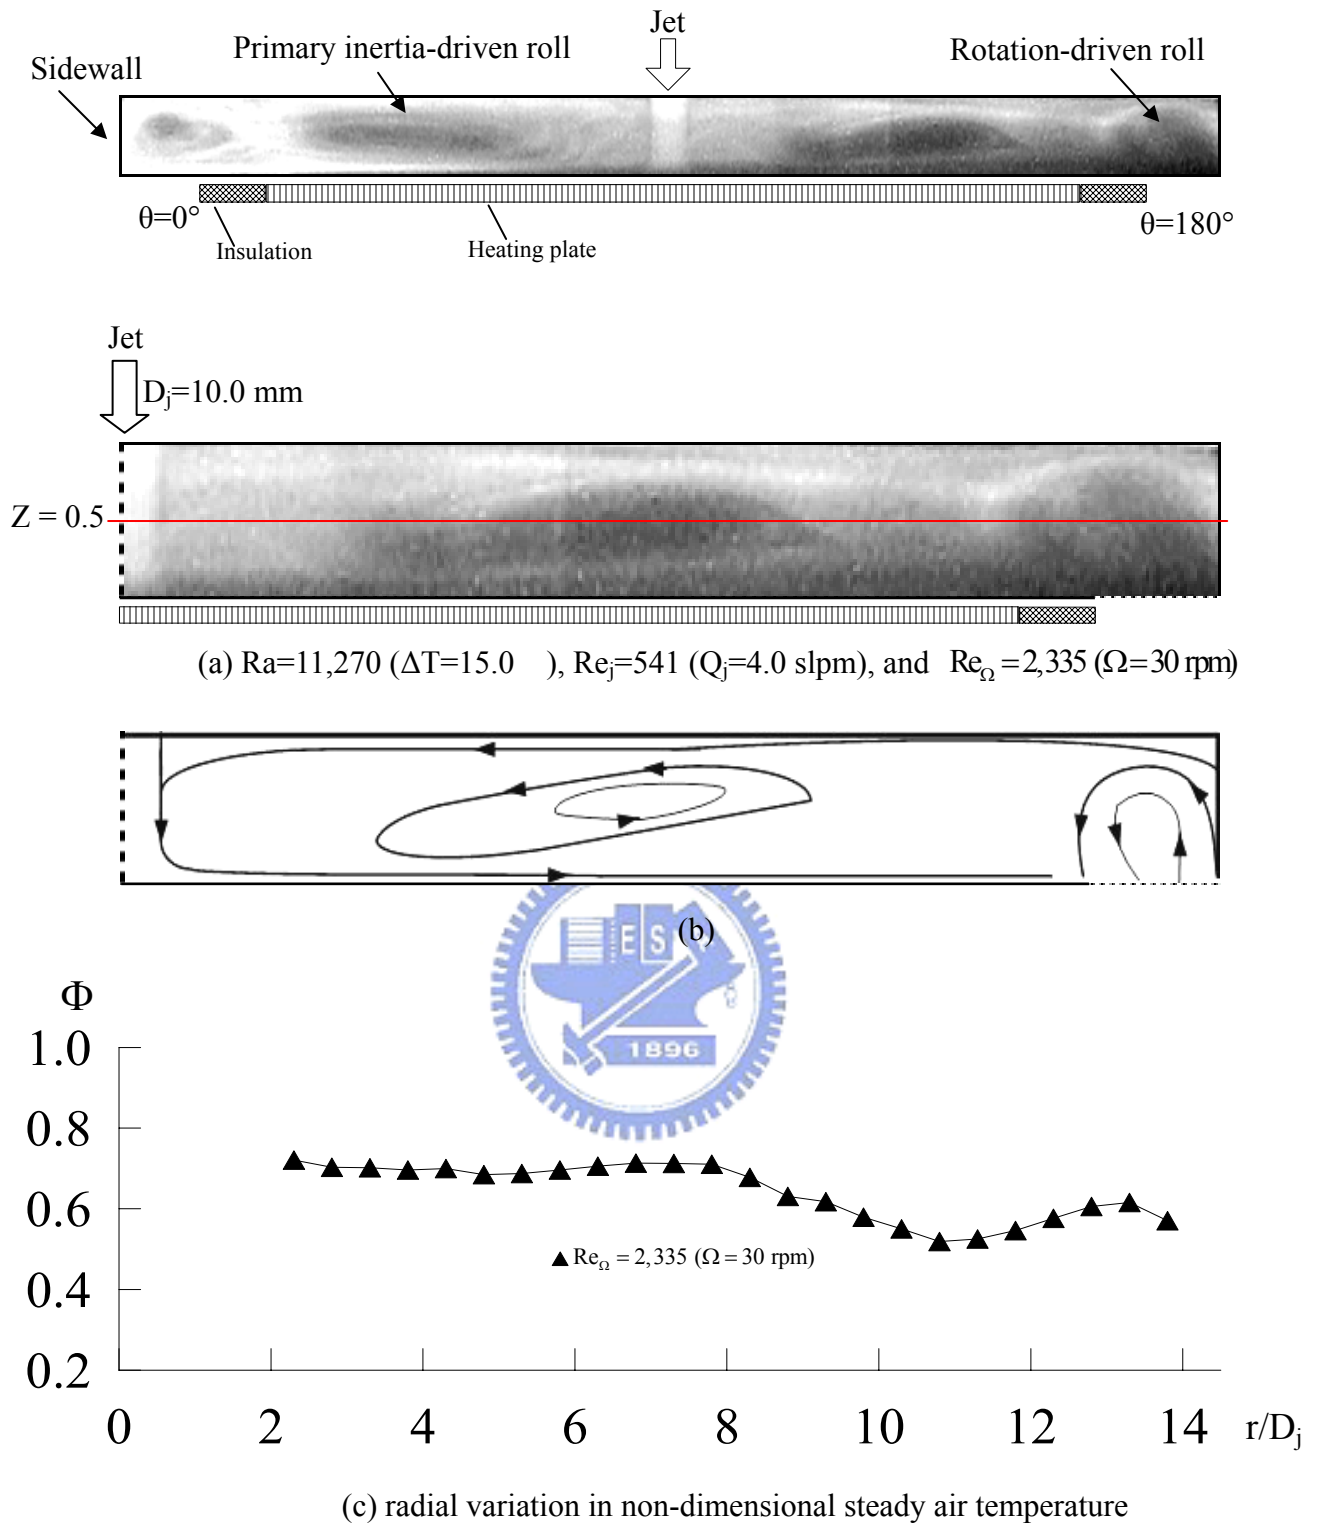 Jet
Primary inertia-driven roll
Rotation-driven roll
Sidewall
θ=0°
θ=180°
Insulation
Heating plate
Jet
Dj=10.0 mm
Z = 0.5
(a) Ra=11,270 (ΔT=15.0 ), Rej=541 (Qj=4.0 slpm), and ReΩ = 2,335 (Ω=30 rpm)
E S
(b)
1896
Φ
1.0
0.8
0.6
0.4
0.2
ReΩ = 2,335 (Ω = 30 rpm)
0 2 4 6 8 10 12 14 r/Dj
(c) radial variation in non-dimensional steady air temperature